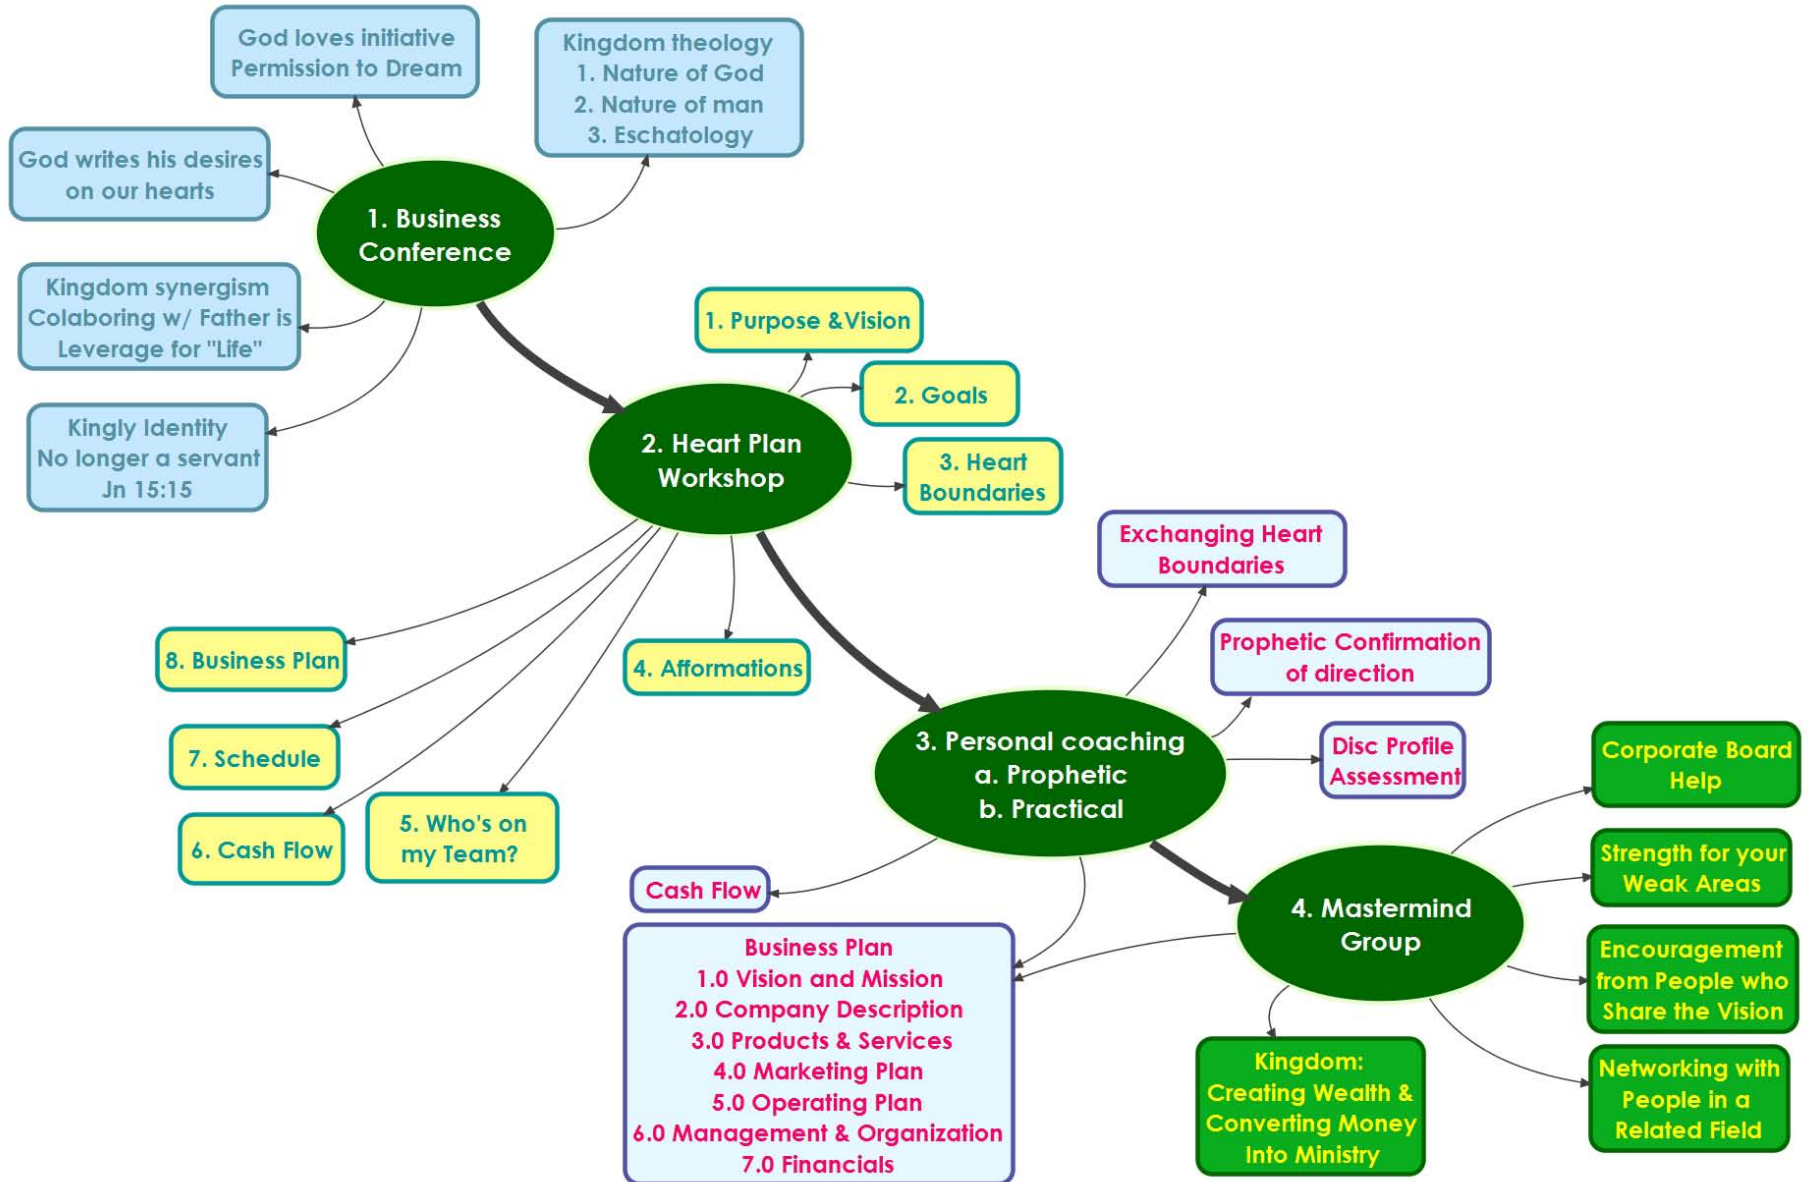 God loves initiative
Permission to Dream
Kingdom theology
1. Nature of God
2. Nature of man
3. Eschatology
God writes his desires
on our hearts
1. Business
Conference
Kingdom synergism
Colaboring w/ Father is
Leverage for "Life"
Kingly Identity
No longer a servant
Jn 15:15
1. Purpose &Vision
2. Goals
2. Heart Plan
Workshop
3. Heart
Boundaries
Exchanging Heart
Boundaries
Prophetic Confirmation
of direction
8. Business Plan
4. Afformations
7. Schedule
6. Cash Flow
5. Who's on
my Team?
3. Personal coaching
a. Prophetic
b. Practical
Disc Profile
Assessment
Corporate Board
Help
Strength for your
Weak Areas
Cash Flow
4. Mastermind
Group
Business Plan
1.0 Vision and Mission
2.0 Company Description
3.0 Products & Services
4.0 Marketing Plan
5.0 Operating Plan
6.0 Management & Organization
7.0 Financials
Encouragement
from People who
Share the Vision
Kingdom:
Creating Wealth &
Converting Money
Into Ministry
Networking with
People in a
Related Field